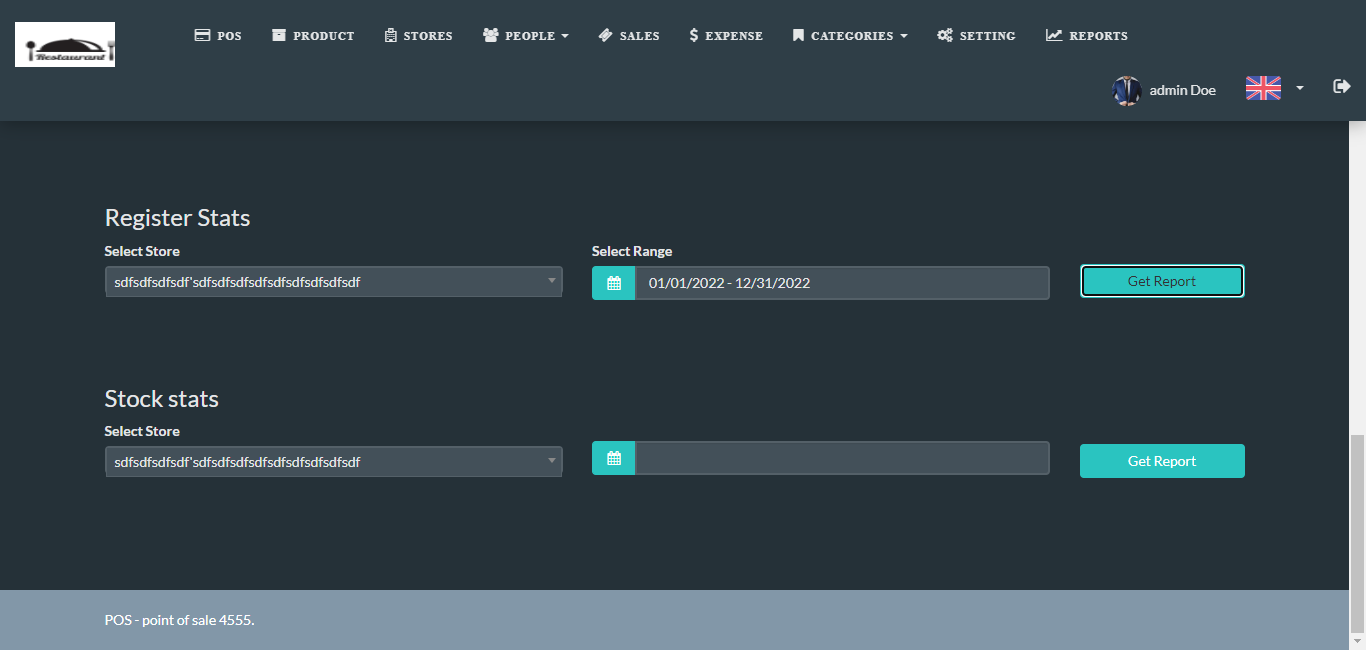 Restaurant
POS PRODUCT STORES PEOPLE SALES $ EXPENSE CATEGORIES SETTING REPORTS
admin Doe
Register Stats
Select Store Select Range
sdfsdfsdfsdf'sdfsdfsdfsdfsdfsdfsdfsdfsdf 01/01/2022 - 12/31/2022 Get Report
Stock stats
Select Store
sdfsdfsdfsdf'sdfsdfsdfsdfsdfsdfsdfsdfsdf Get Report
POS - point of sale 4555.